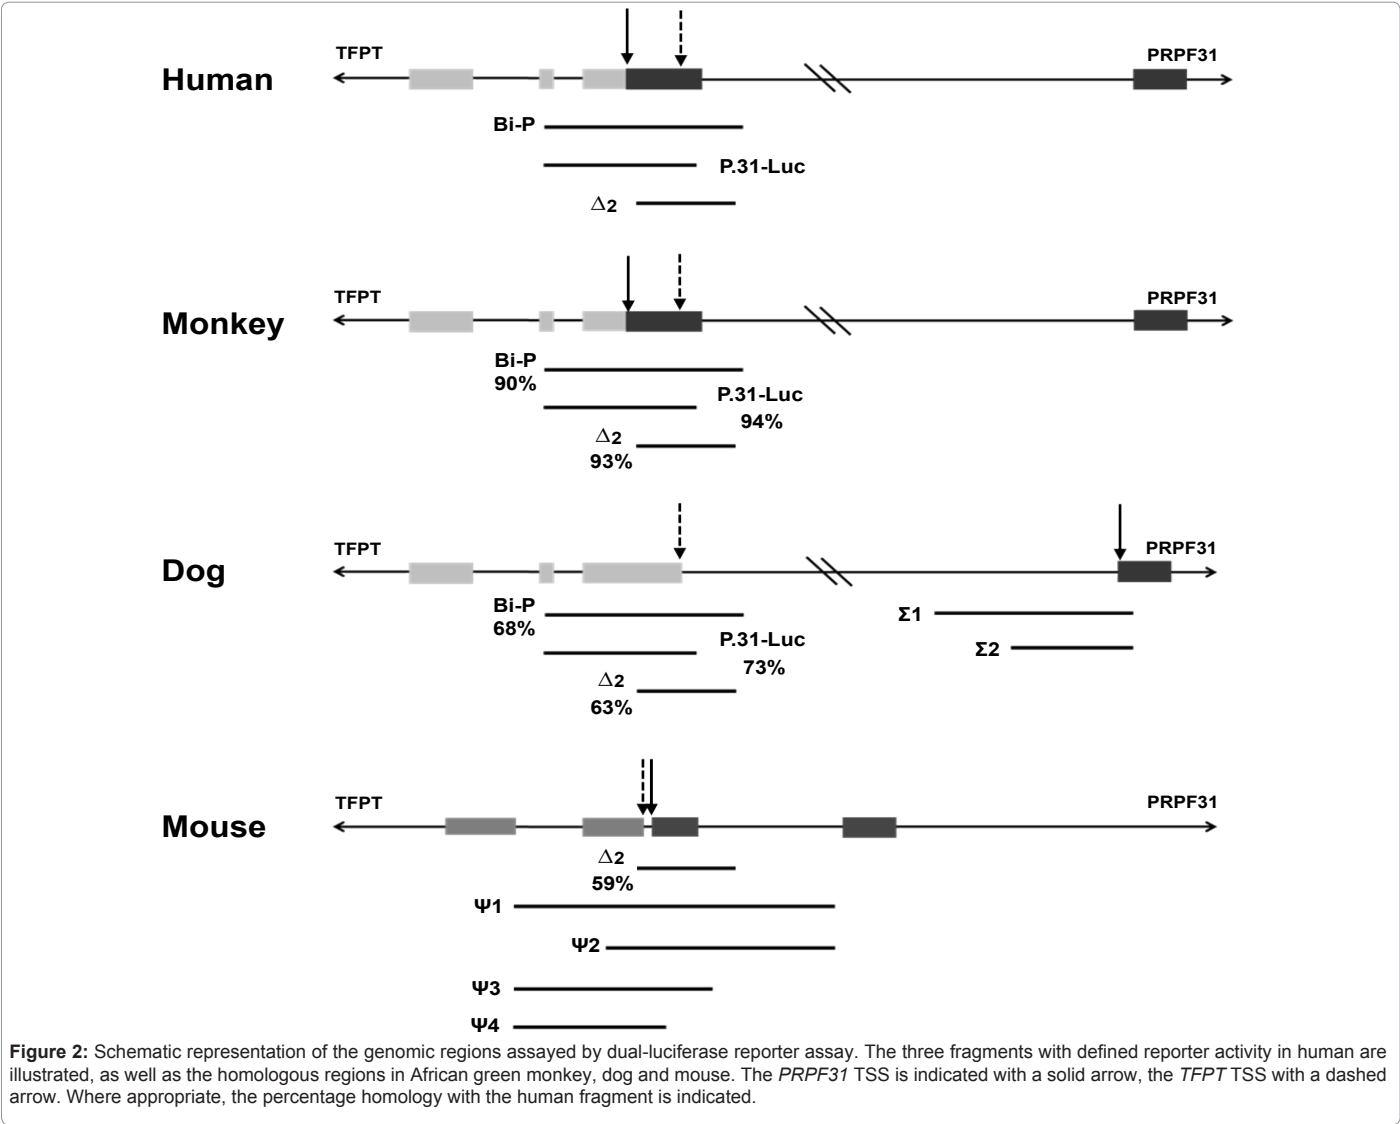 TFPT
PRPF31
Human
Bi-P
P.31-Luc
Δ2
TFPT
PRPF31
Monkey
Bi-P
90%
P.31-Luc
94%
Δ2
93%
TFPT
PRPF31
Dog
Bi-P
68%
Σ1
P.31-Luc
73%
Σ2
Δ2
63%
TFPT
PRPF31
Mouse
Δ2
59%
Ψ1
Ψ2
Ψ3
Ψ4
Figure 2: Schematic representation of the genomic regions assayed by dual-luciferase reporter assay. The three fragments with defined reporter activity in human are
illustrated, as well as the homologous regions in African green monkey, dog and mouse. The PRPF31 TSS is indicated with a solid arrow, the TFPT TSS with a dashed
arrow. Where appropriate, the percentage homology with the human fragment is indicated.